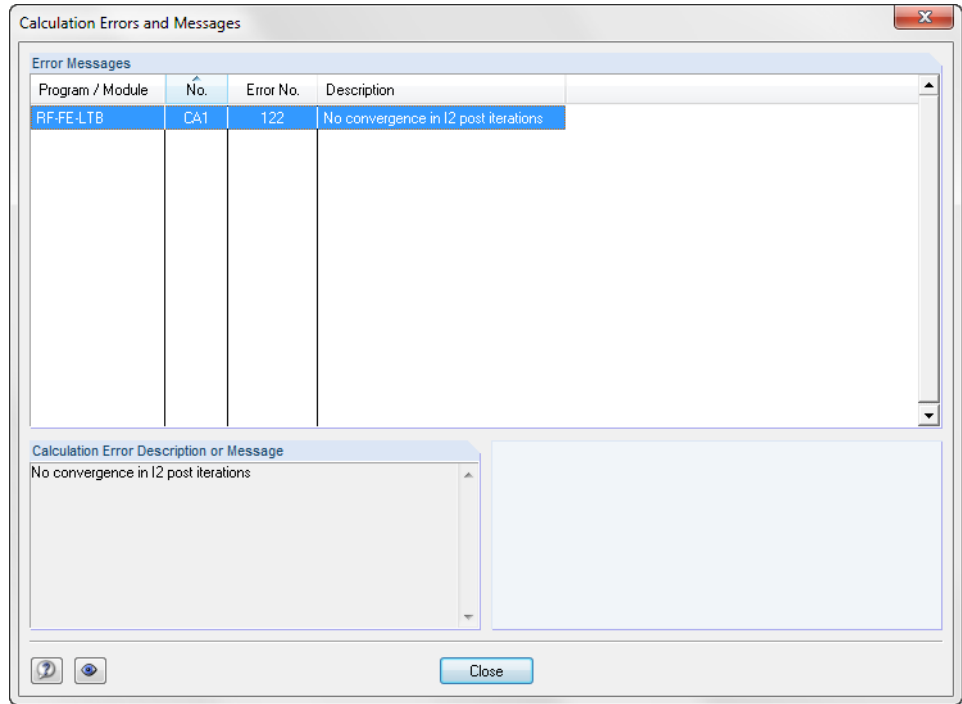 Calculation Errors and Messages
Error Messages
Program / Module No. Error No. Description
RF-FE-LTB CA1 122 No convergence in I2 post iterations
Calculation Error Description or Message
No convergence in I2 post iterations
Close